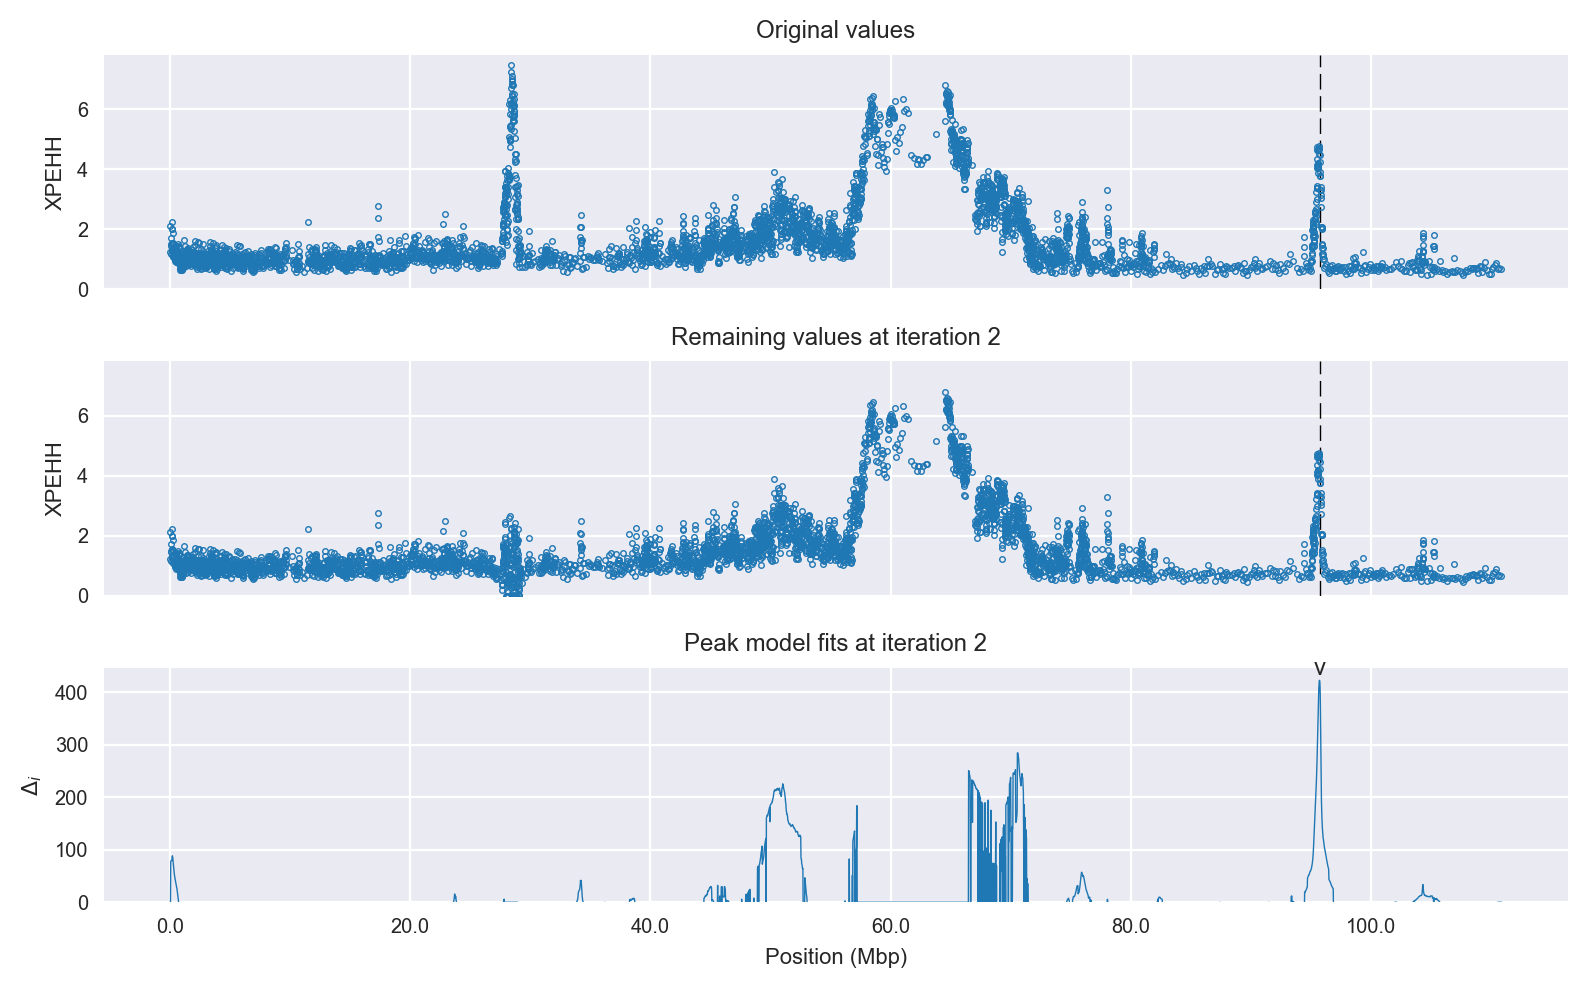 Original values
6
4
2
0
XPEHH
Remaining values at iteration 2
6
4
2
0
XPEHH
Peak model fits at iteration 2
v
400
300
200
100
0
Δi
0.0 20.0 40.0 60.0 80.0 100.0
Position (Mbp)